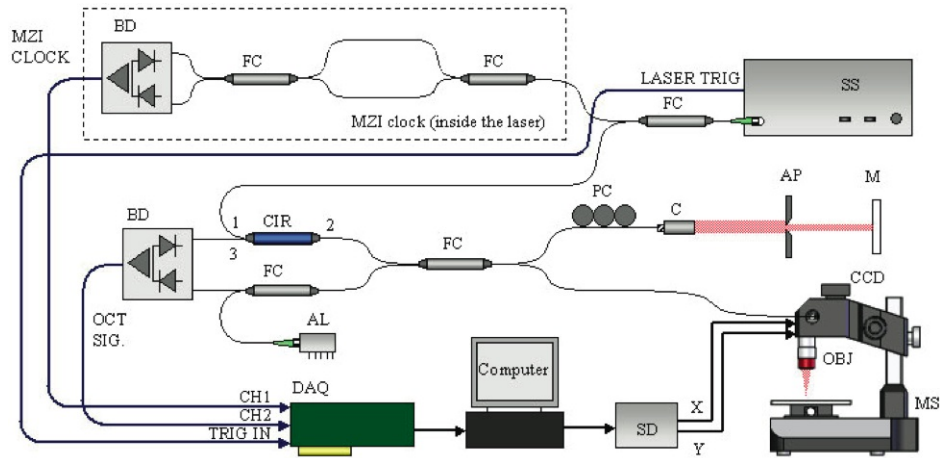 MZI
CLOCK
BD
FC
FC
MZI clock (inside the laser)
LASER TRIG
FC
SS
BD
1
CIR
2
3
FC
FC
PC
C
AP
M
CCD
OCT
SIG.
AL
OBJ
MS
DAQ
CH1
CH2
TRIG IN
Computer
SD
X
Y